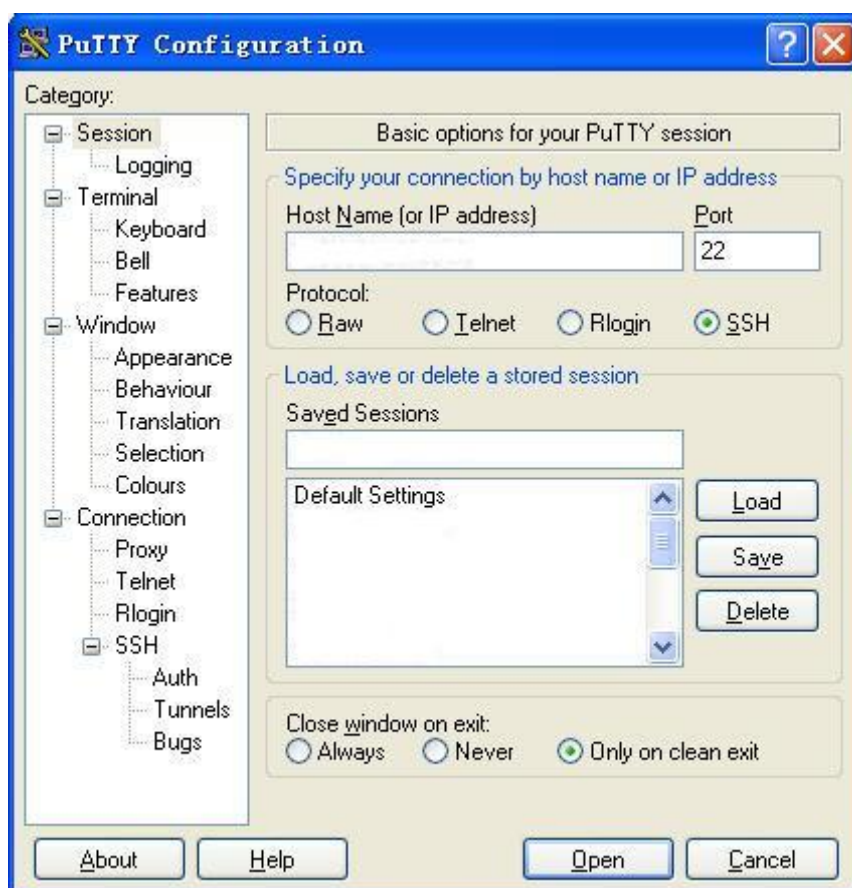 PuTTY Configuration
Category:
Session
Logging
Terminal
Keyboard
Bell
Features
Window
Appearance
Behaviour
Translation
Selection
Colours
Connection
Proxy
Telnet
Rlogin
SSH
Auth
Tunnels
Bugs
Basic options for your PuTTY session
Specify your connection by host name or IP address
Host Name (or IP address) Port
22
Protocol:
Raw Telnet Rlogin SSH
Load, save or delete a stored session
Saved Sessions
Default Settings
Load
Save
Delete
Close window on exit:
Always Never Only on clean exit
About Help Open Cancel